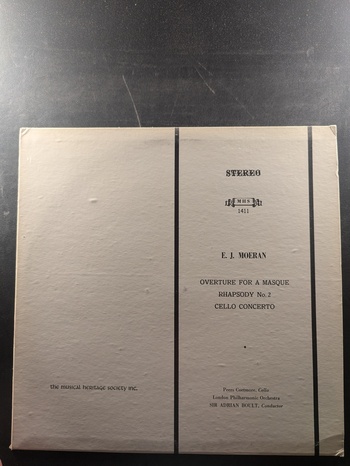 STEREO
MHS
1411
E. J. MOERAN
OVERTURE FOR A MASQUE
RHAPSODY No. 2
CELLO CONCERTO
the musical heritage society inc.
Peers Coetmore, Cello
London Philharmonic Orchestra
SIR ADRIAN BOULT, Conductor